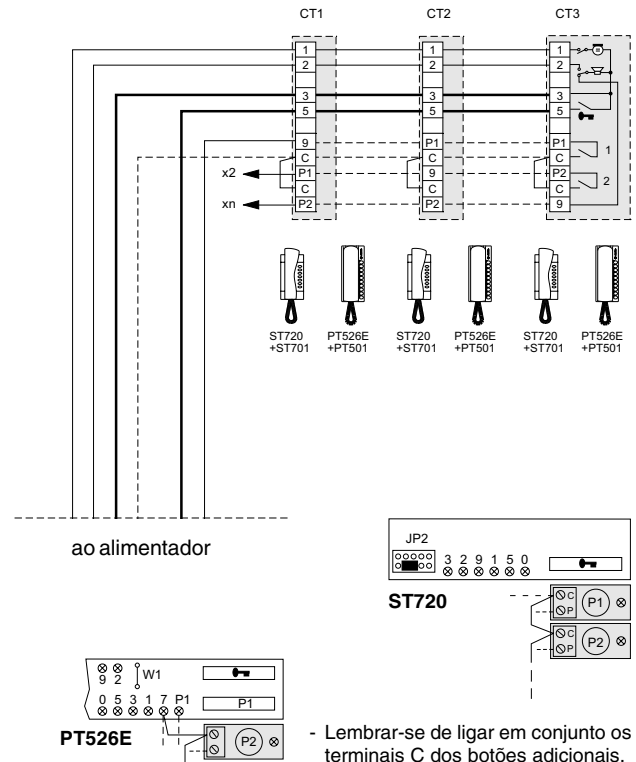 CT1 CT2 CT3
1 1 1
2 2 2
3 3 3
5 5 5
9 P1 P1 1
C C C
x2 P1 9 P2 2
C C C
xn P2 P2 9
ST720 +ST701
PT526E +PT501
ST720 +ST701
PT526E +PT501
ST720 +ST701
PT526E +PT501
ao alimentador
JP2
3 2 9 1 5 0
ST720
C P1
P
C P2
P
9 2 W1
0 5 3 1 7 P1 P1
PT526E
P2
- Lembrar-se de ligar em conjunto os
terminais C dos botões adicionais.